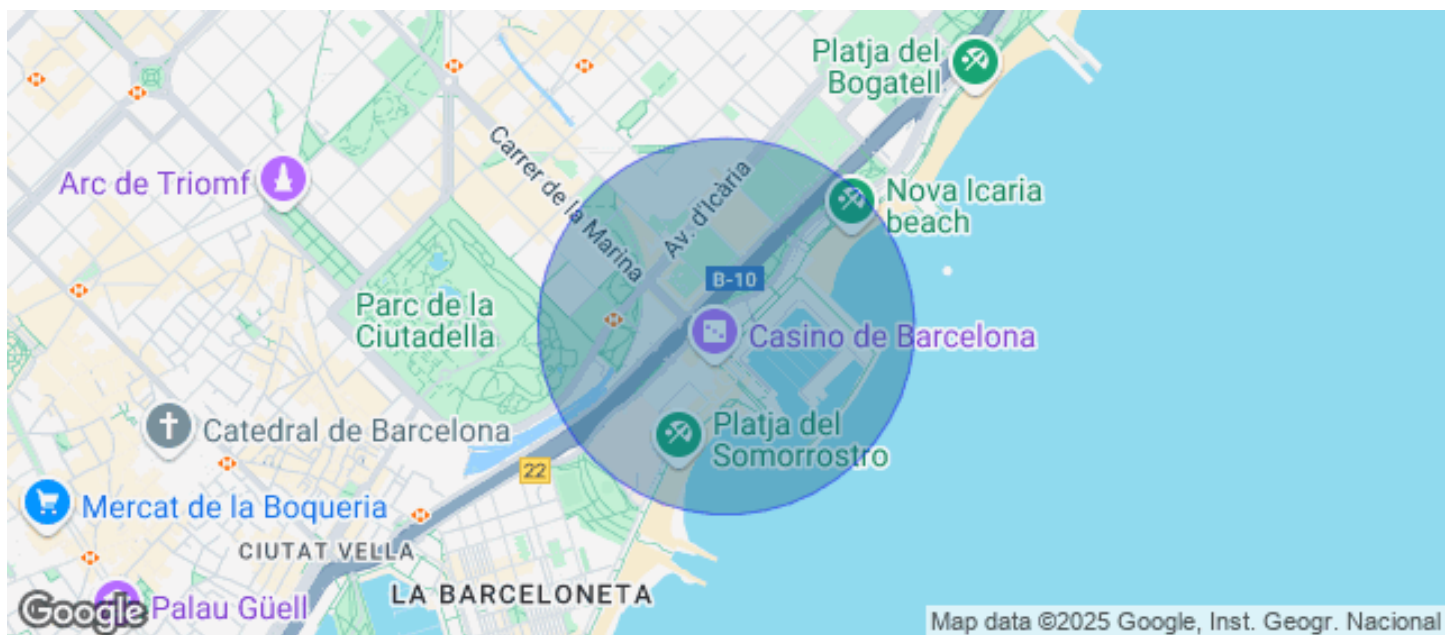 Platja del
Bogatell
Carrer de la Marina
Arc de Triomf
Av. d'Icària
Nova Icaria
beach
B-10
Parc de la
Ciutadella
Casino de Barcelona
Catedral de Barcelona
Platja del
Somorrostro
22
Mercat de la Boqueria
CIUTAT VELLA
LA BARCELONETA
Google
Palau Güell
Map data ©2025 Google, Inst. Geogr. Nacional